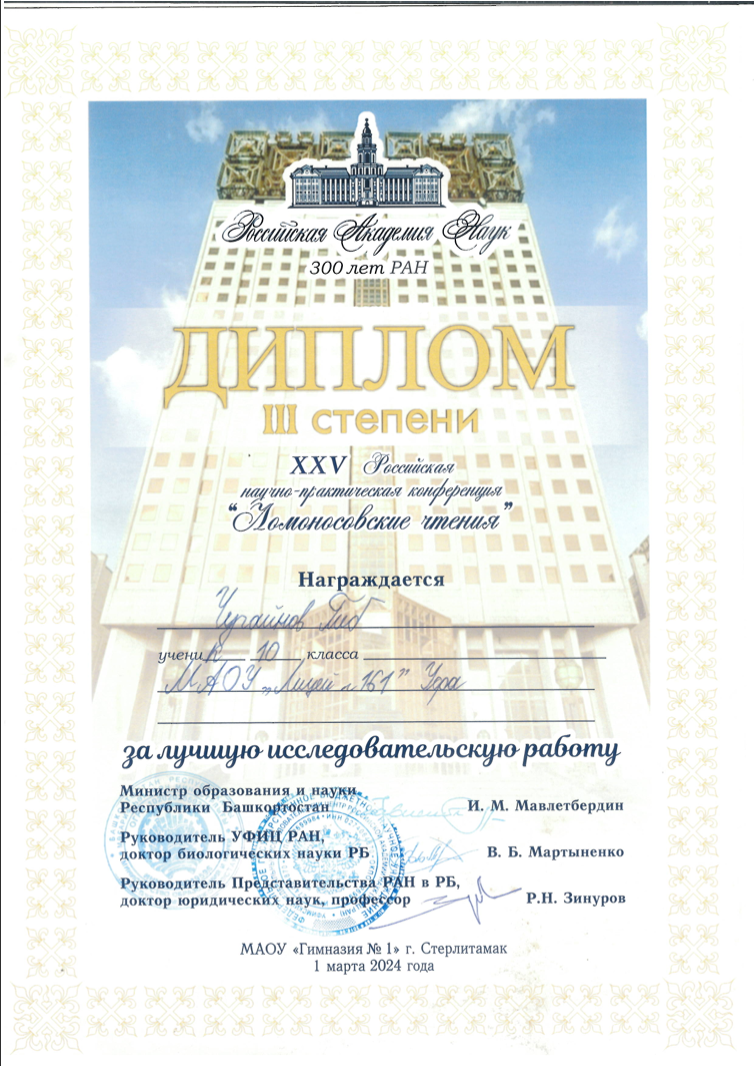 Российская Академия Наук
300 лет РАН
ДИПЛОМ
III степени
XXV Российская
научно-практическая конференция
“Ломоносовские чтения”
Награждается
Глеб
ученик 10 класса
МАОУ „Лицей № 161” Уфа
за лучшую исследовательскую работу
Министр образования и науки
Республики Башкортостан И. М. Мавлетбердин
Руководитель УФИЦ РАН,
доктор биологических науки РБ В. Б. Мартыненко
Руководитель Представительства РАН в РБ,
доктор юридических наук, профессор Р.Н. Зинуров
МАОУ «Гимназия № 1» г. Стерлитамак
1 марта 2024 года